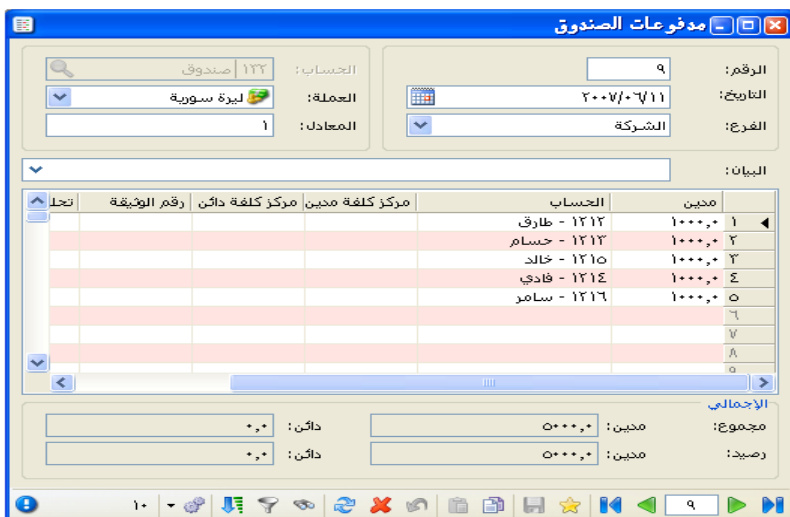 مدفوعات الصندوق
الرقم: ٩
الحساب: ١٢٢ صندوق
التاريخ: ٢٠٠٧/٠٦/١١
العملة: ليرة سورية
الفرع: الشركة
المعادل: ١
البيان:
مدين الحساب مركز كلفة مدين مركز كلفة دائن رقم الوثيقة تحلـ
١ ١٠٠٠,٠ ١٢١٢ - طارق
٢ ١٠٠٠,٠ ١٢١٣ - حسام
٣ ١٠٠٠,٠ ١٢١٥ - خالد
٤ ١٠٠٠,٠ ١٢١٤ - فادي
٥ ١٠٠٠,٠ ١٢١٦ - سامر
٦
٧
٨
٩
الإجمالي
مجموع: مدين: ٥٠٠٠,٠ دائن: ٠,٠
رصيد: مدين: ٥٠٠٠,٠ دائن: ٠,٠
٩ ١٠